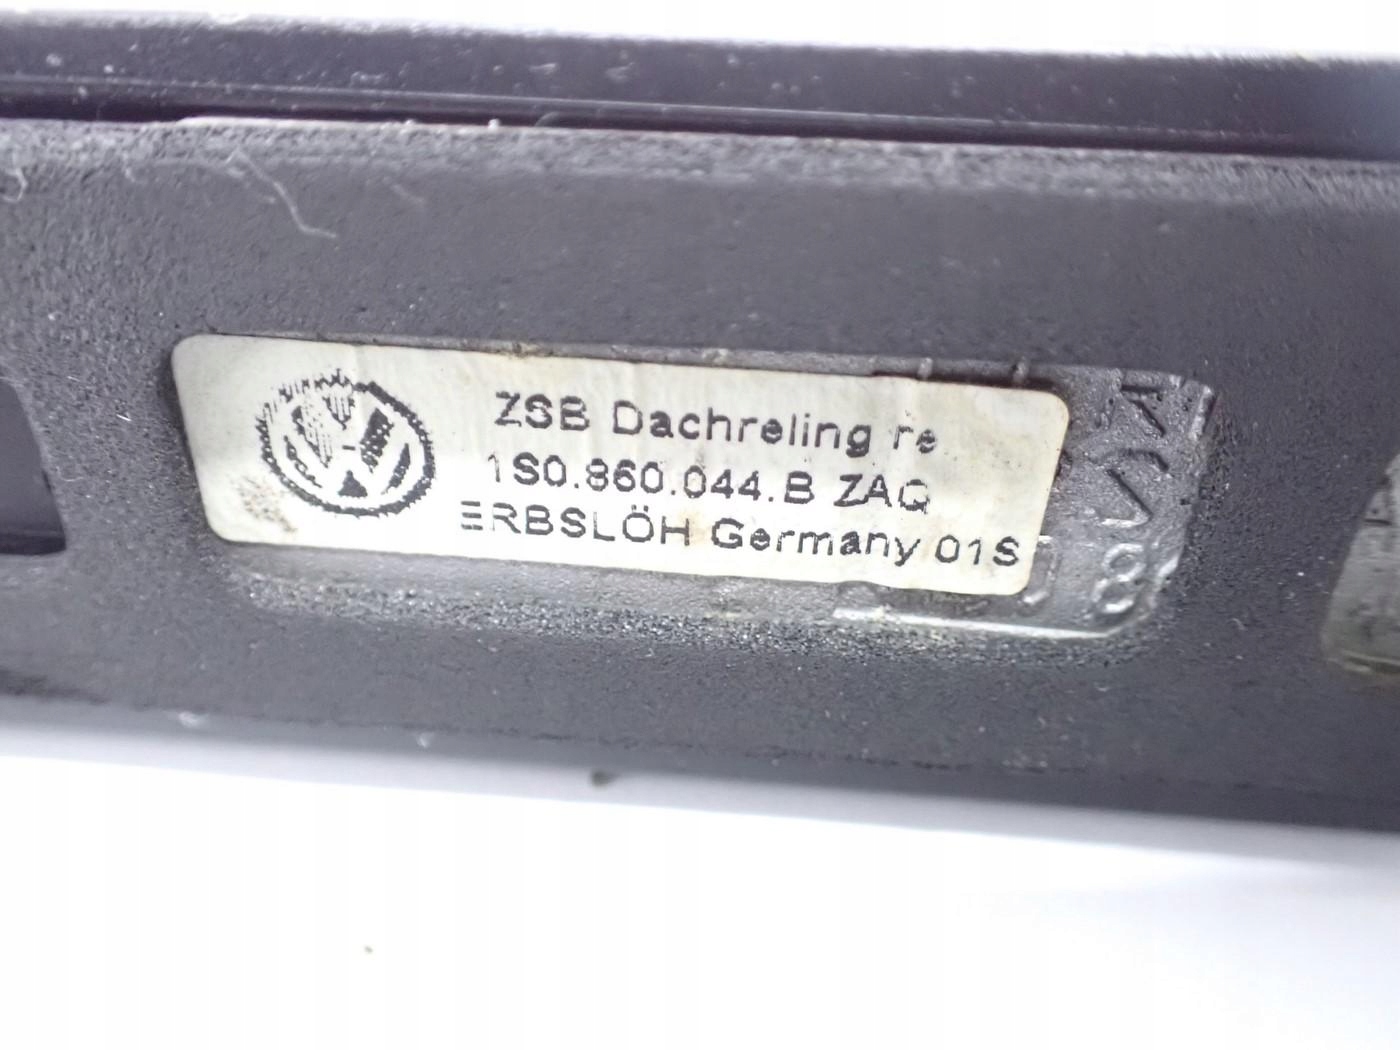 ZSB Dachreling re
1S0.860.044.B ZAQ
ERBSLÖH Germany 01S